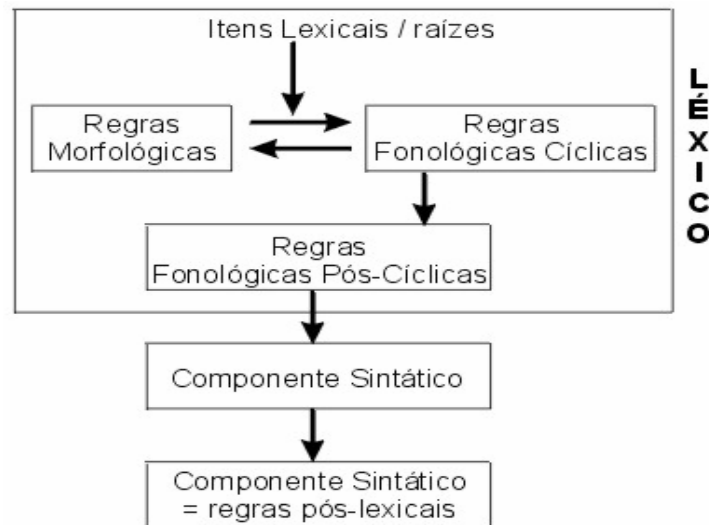 Itens Lexicais / raízes
Regras
Morfológicas
Regras
Fonológicas Cíclicas
Regras
Fonológicas Pós-Cíclicas
Componente Sintático
Componente Sintático
= regras pós-lexicais
LÉXICO